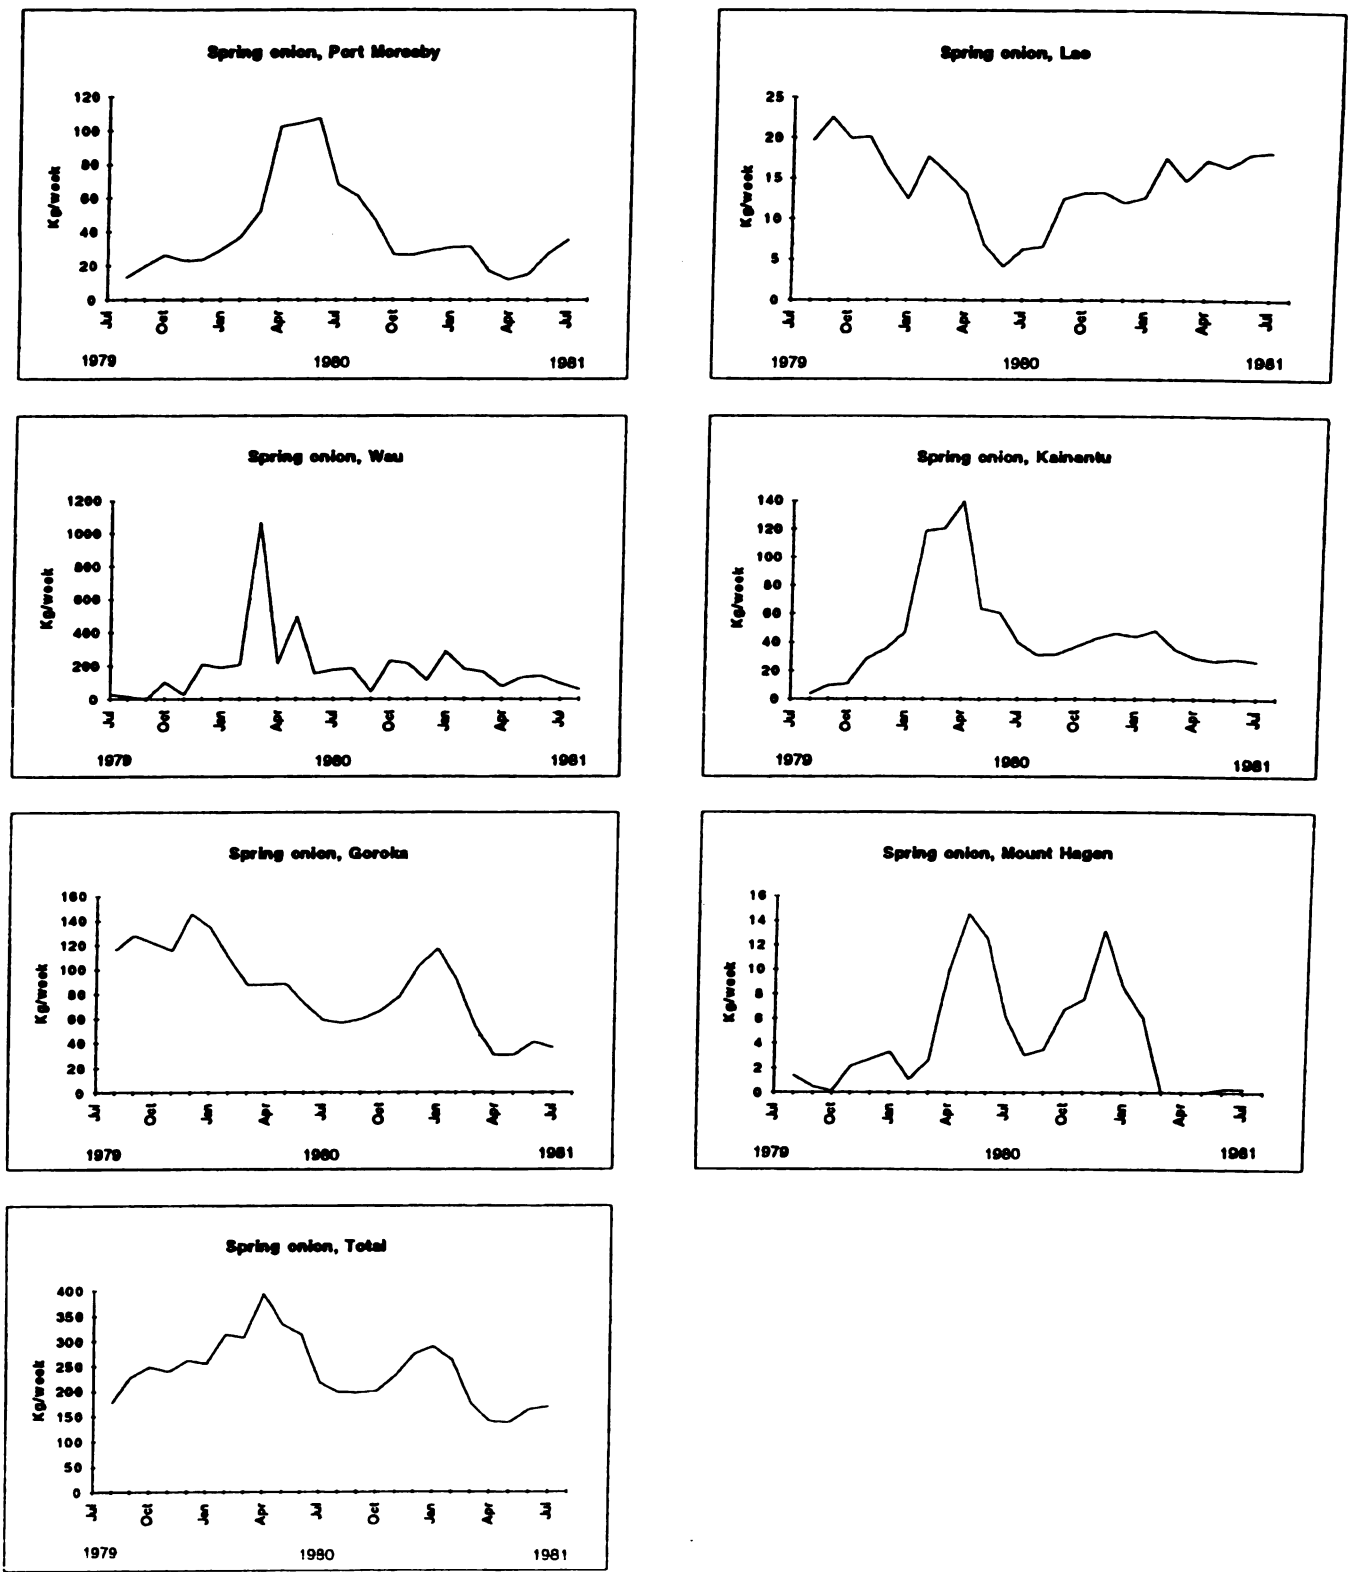 Spring onion, Port Moresby
120
100
80
60
40
20
0
Kg/week
Jul Oct Jan Apr Jul Oct Jan Apr Jul
1979 1980 1981
Spring onion, Lae
25
20
15
10
5
0
Kg/week
Jul Oct Jan Apr Jul Oct Jan Apr Jul
1979 1980 1981
Spring onion, Wau
1200
1000
800
600
400
200
0
Kg/week
Jul Oct Jan Apr Jul Oct Jan Apr Jul
1979 1980 1981
Spring onion, Kainantu
140
120
100
80
60
40
20
0
Kg/week
Jul Oct Jan Apr Jul Oct Jan Apr Jul
1979 1980 1981
Spring onion, Goroka
160
140
120
100
80
60
40
20
0
Kg/week
Jul Oct Jan Apr Jul Oct Jan Apr Jul
1979 1980 1981
Spring onion, Mount Hagen
16
14
12
10
8
6
4
2
0
Kg/week
Jul Oct Jan Apr Jul Oct Jan Apr Jul
1979 1980 1981
Spring onion, Total
400
350
300
250
200
150
100
50
0
Kg/week
Jul Oct Jan Apr Jul Oct Jan Apr Jul
1979 1980 1981